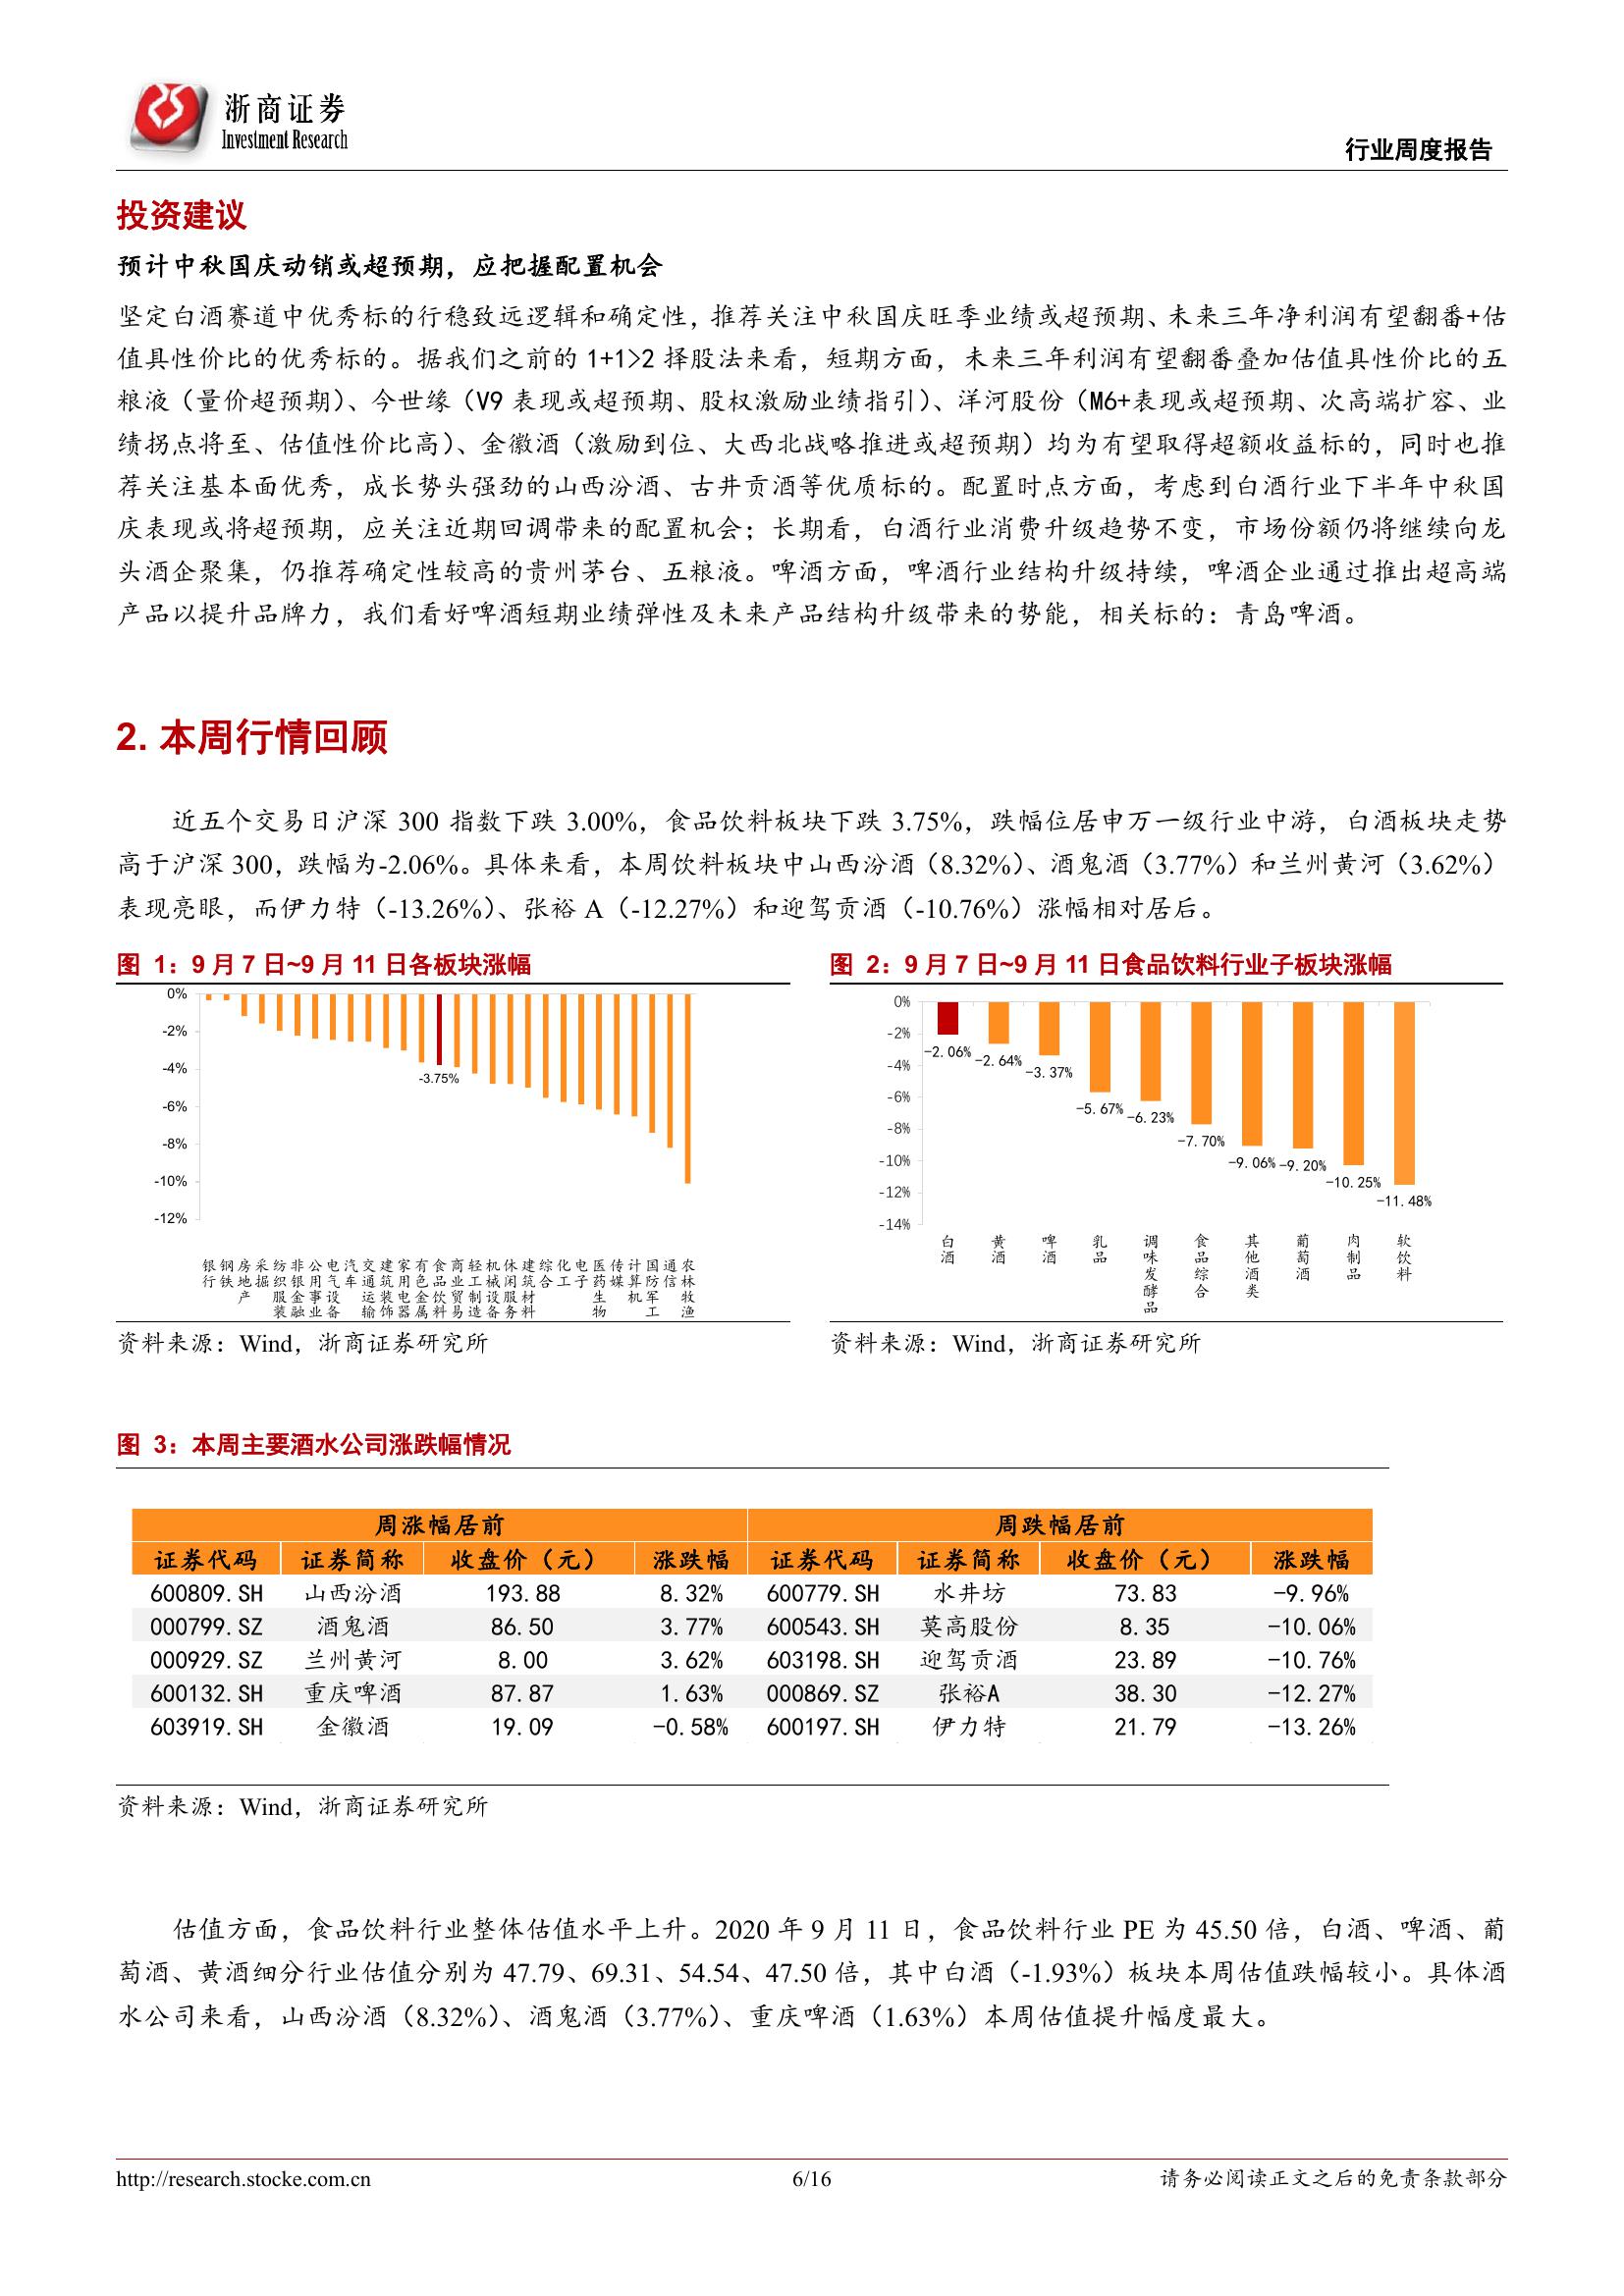 浙商证券
Investment Research
行业周度报告
投资建议
预计中秋国庆动销或超预期，应把握配置机会
坚定白酒赛道中优秀标的行稳致远逻辑和确定性，推荐关注中秋国庆旺季业绩或超预期、未来三年净利润有望翻番+估
值具性价比的优秀标的。据我们之前的 1+1>2 择股法来看，短期方面，未来三年利润有望翻番叠加估值具性价比的五
粮液（量价超预期）、今世缘（V9 表现或超预期、股权激励业绩指引）、洋河股份（M6+表现或超预期、次高端扩容、业
绩拐点将至、估值性价比高）、金徽酒（激励到位、大西北战略推进或超预期）均为有望取得超额收益标的，同时也推
荐关注基本面优秀，成长势头强劲的山西汾酒、古井贡酒等优质标的。配置时点方面，考虑到白酒行业下半年中秋国
庆表现或将超预期，应关注近期回调带来的配置机会；长期看，白酒行业消费升级趋势不变，市场份额仍将继续向龙
头酒企聚集，仍推荐确定性较高的贵州茅台、五粮液。啤酒方面，啤酒行业结构升级持续，啤酒企业通过推出超高端
产品以提升品牌力，我们看好啤酒短期业绩弹性及未来产品结构升级带来的势能，相关标的：青岛啤酒。
2. 本周行情回顾
近五个交易日沪深 300 指数下跌 3.00%，食品饮料板块下跌 3.75%，跌幅位居申万一级行业中游，白酒板块走势
高于沪深 300，跌幅为-2.06%。具体来看，本周饮料板块中山西汾酒（8.32%）、酒鬼酒（3.77%）和兰州黄河（3.62%）
表现亮眼，而伊力特（-13.26%）、张裕 A（-12.27%）和迎驾贡酒（-10.76%）涨幅相对居后。
图 1：9 月 7 日~9 月 11 日各板块涨幅
0%
-2%
-4%
-6%
-8%
-10%
-12%
-3.75%
银行 钢铁 房地产 采掘 纺织服装 非银金融 公用事业 电气设备 汽车 交通运输 建筑装饰 家用电器 有色金属 食品饮料 商业贸易 轻工制造 机械设备 休闲服务 建筑材料 综合 化工 电子 医药生物 传媒 计算机 国防军工 通信 农林牧渔
资料来源：Wind，浙商证券研究所
图 2：9 月 7 日~9 月 11 日食品饮料行业子板块涨幅
0%
-2%
-4%
-6%
-8%
-10%
-12%
-14%
-2.06% -2.64% -3.37% -5.67% -6.23% -7.70% -9.06% -9.20% -10.25% -11.48%
白酒 黄酒 啤酒 乳品 调味发酵品 食品综合 其他酒类 葡萄酒 肉制品 软饮料
资料来源：Wind，浙商证券研究所
图 3：本周主要酒水公司涨跌幅情况
周涨幅居前 周跌幅居前
证券代码 证券简称 收盘价（元） 涨跌幅 证券代码 证券简称 收盘价（元） 涨跌幅
600809.SH 山西汾酒 193.88 8.32% 600779.SH 水井坊 73.83 -9.96%
000799.SZ 酒鬼酒 86.50 3.77% 600543.SH 莫高股份 8.35 -10.06%
000929.SZ 兰州黄河 8.00 3.62% 603198.SH 迎驾贡酒 23.89 -10.76%
600132.SH 重庆啤酒 87.87 1.63% 000869.SZ 张裕A 38.30 -12.27%
603919.SH 金徽酒 19.09 -0.58% 600197.SH 伊力特 21.79 -13.26%
资料来源：Wind，浙商证券研究所
估值方面，食品饮料行业整体估值水平上升。2020 年 9 月 11 日，食品饮料行业 PE 为 45.50 倍，白酒、啤酒、葡
萄酒、黄酒细分行业估值分别为 47.79、69.31、54.54、47.50 倍，其中白酒（-1.93%）板块本周估值跌幅较小。具体酒
水公司来看，山西汾酒（8.32%）、酒鬼酒（3.77%）、重庆啤酒（1.63%）本周估值提升幅度最大。
http://research.stocke.com.cn
6/16
请务必阅读正文之后的免责条款部分